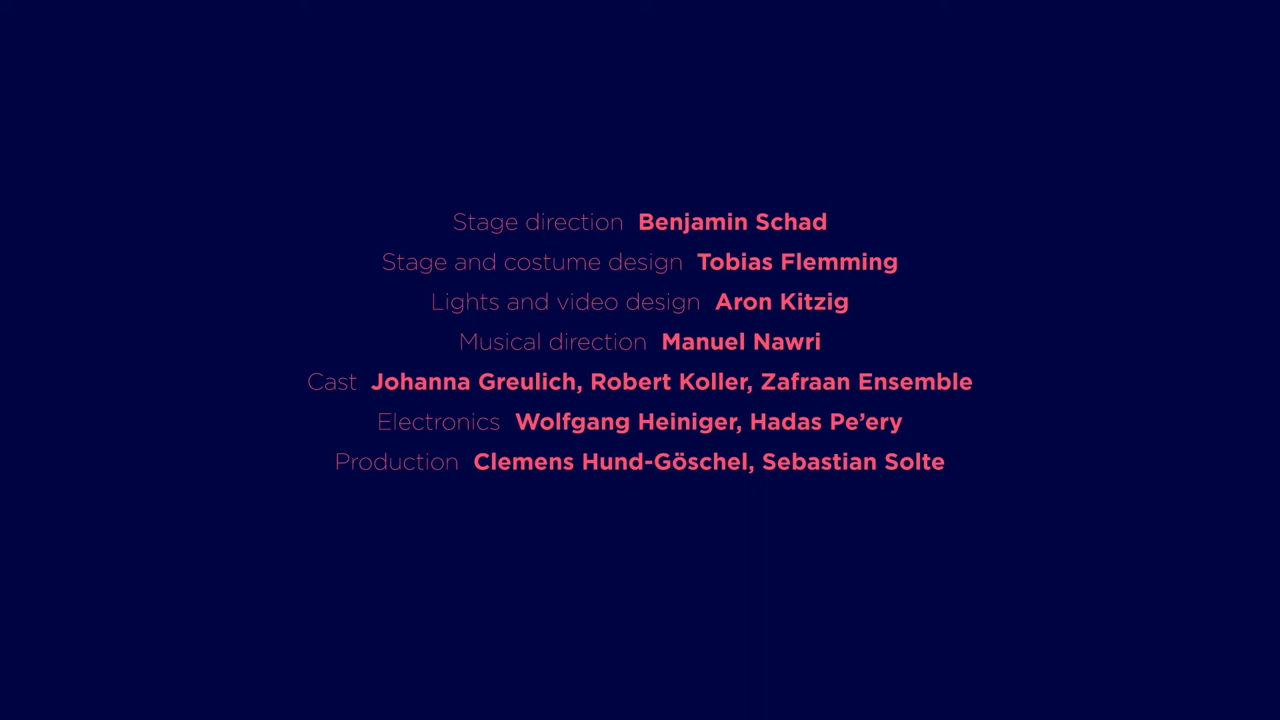 Stage direction Benjamin Schad
Stage and costume design Tobias Flemming
Lights and video design Aron Kitzig
Musical direction Manuel Nawri
Cast Johanna Greulich, Robert Koller, Zafraan Ensemble
Electronics Wolfgang Heiniger, Hadas Pe’ery
Production Clemens Hund-Göschel, Sebastian Solte